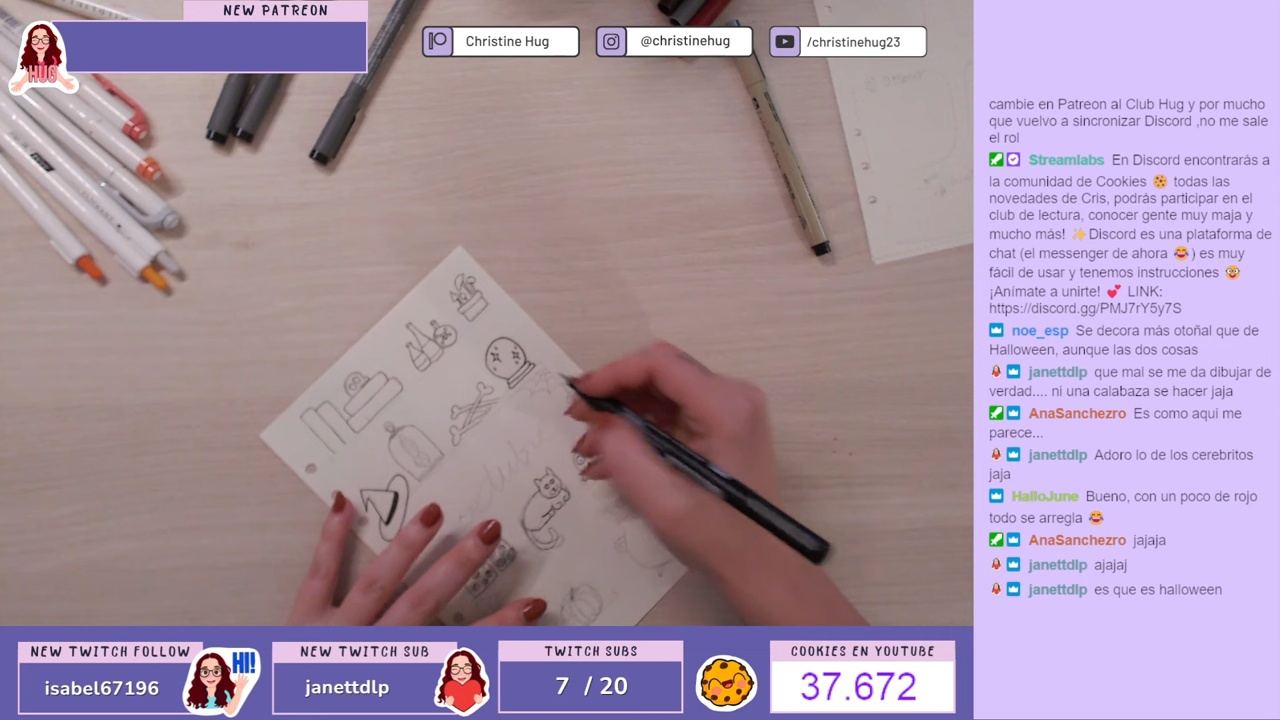 NEW PATREON
HUG
Christine Hug
@christinehug
/christinehug23
cambie en Patreon al Club Hug y por mucho
que vuelvo a sincronizar Discord ,no me sale
el rol
Streamlabs En Discord encontrarás a
la comunidad de Cookies 🍪 todas las
novedades de Cris, podrás participar en el
club de lectura, conocer gente muy maja y
mucho más! ✨Discord es una plataforma de
chat (el messenger de ahora 😂) es muy
fácil de usar y tenemos instrucciones 🤓
¡Anímate a unirte! 💕 LINK:
https://discord.gg/PMJ7rY5y7S
noe_esp Se decora más otoñal que de
Halloween, aunque las dos cosas
janettdlp que mal se me da dibujar de
verdad.... ni una calabaza se hacer jaja
AnaSanchezro Es como aqui me
parece...
janettdlp Adoro lo de los cerebritos
jaja
HalloJune Bueno, con un poco de rojo
todo se arregla 😂
AnaSanchezro jajaja
janettdlp ajajaj
janettdlp es que es halloween
NEW TWITCH FOLLOW
isabel67196
HI!
NEW TWITCH SUB
janettdlp
TWITCH SUBS
7 / 20
COOKIES EN YOUTUBE
37.672